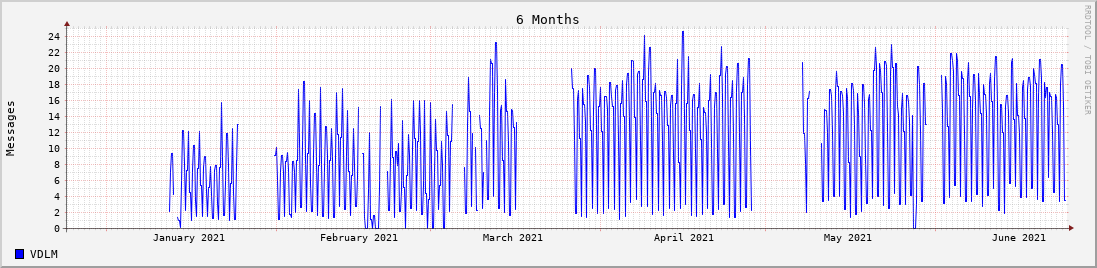 6 Months
RRDTOOL / TOBI OETIKER
Messages
24
22
20
18
16
14
12
10
8
6
4
2
0
January 2021 February 2021 March 2021 April 2021 May 2021 June 2021
VDLM